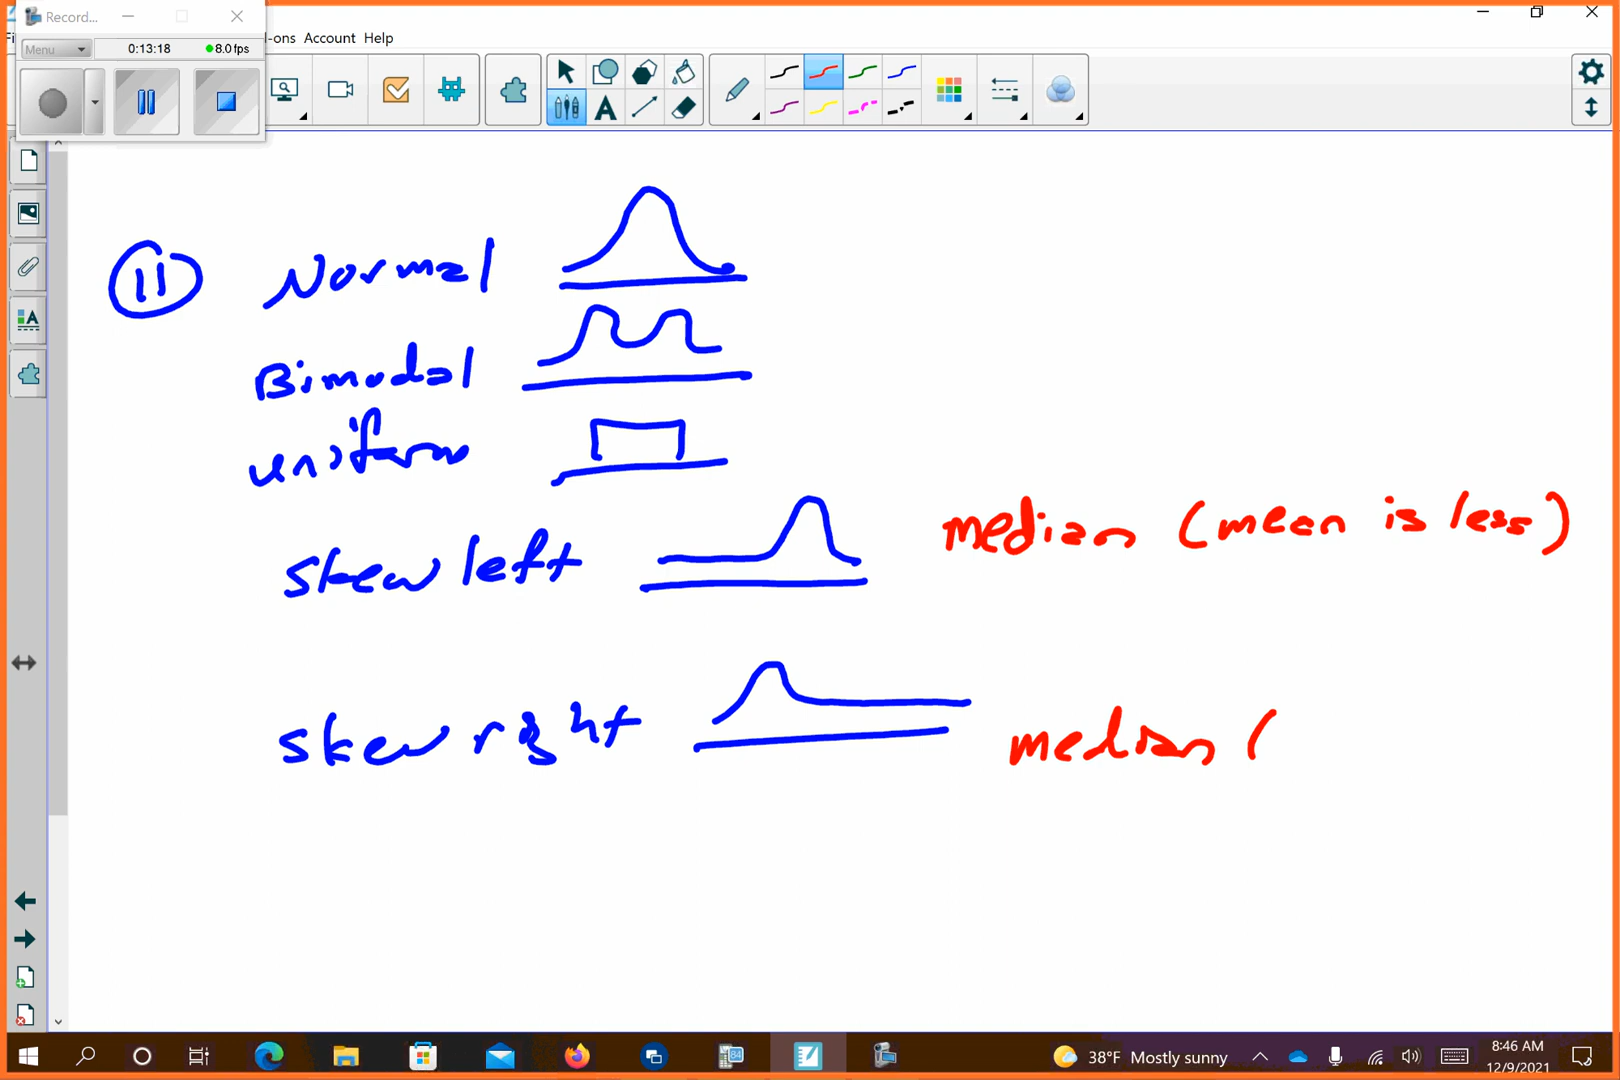 Record...
Menu
0:13:18
8.0 fps
-ons Account Help
11 Normal
Bimodal
uniform
skew left median (mean is less)
skew right median (
38°F Mostly sunny
8:46 AM
12/9/2021
84